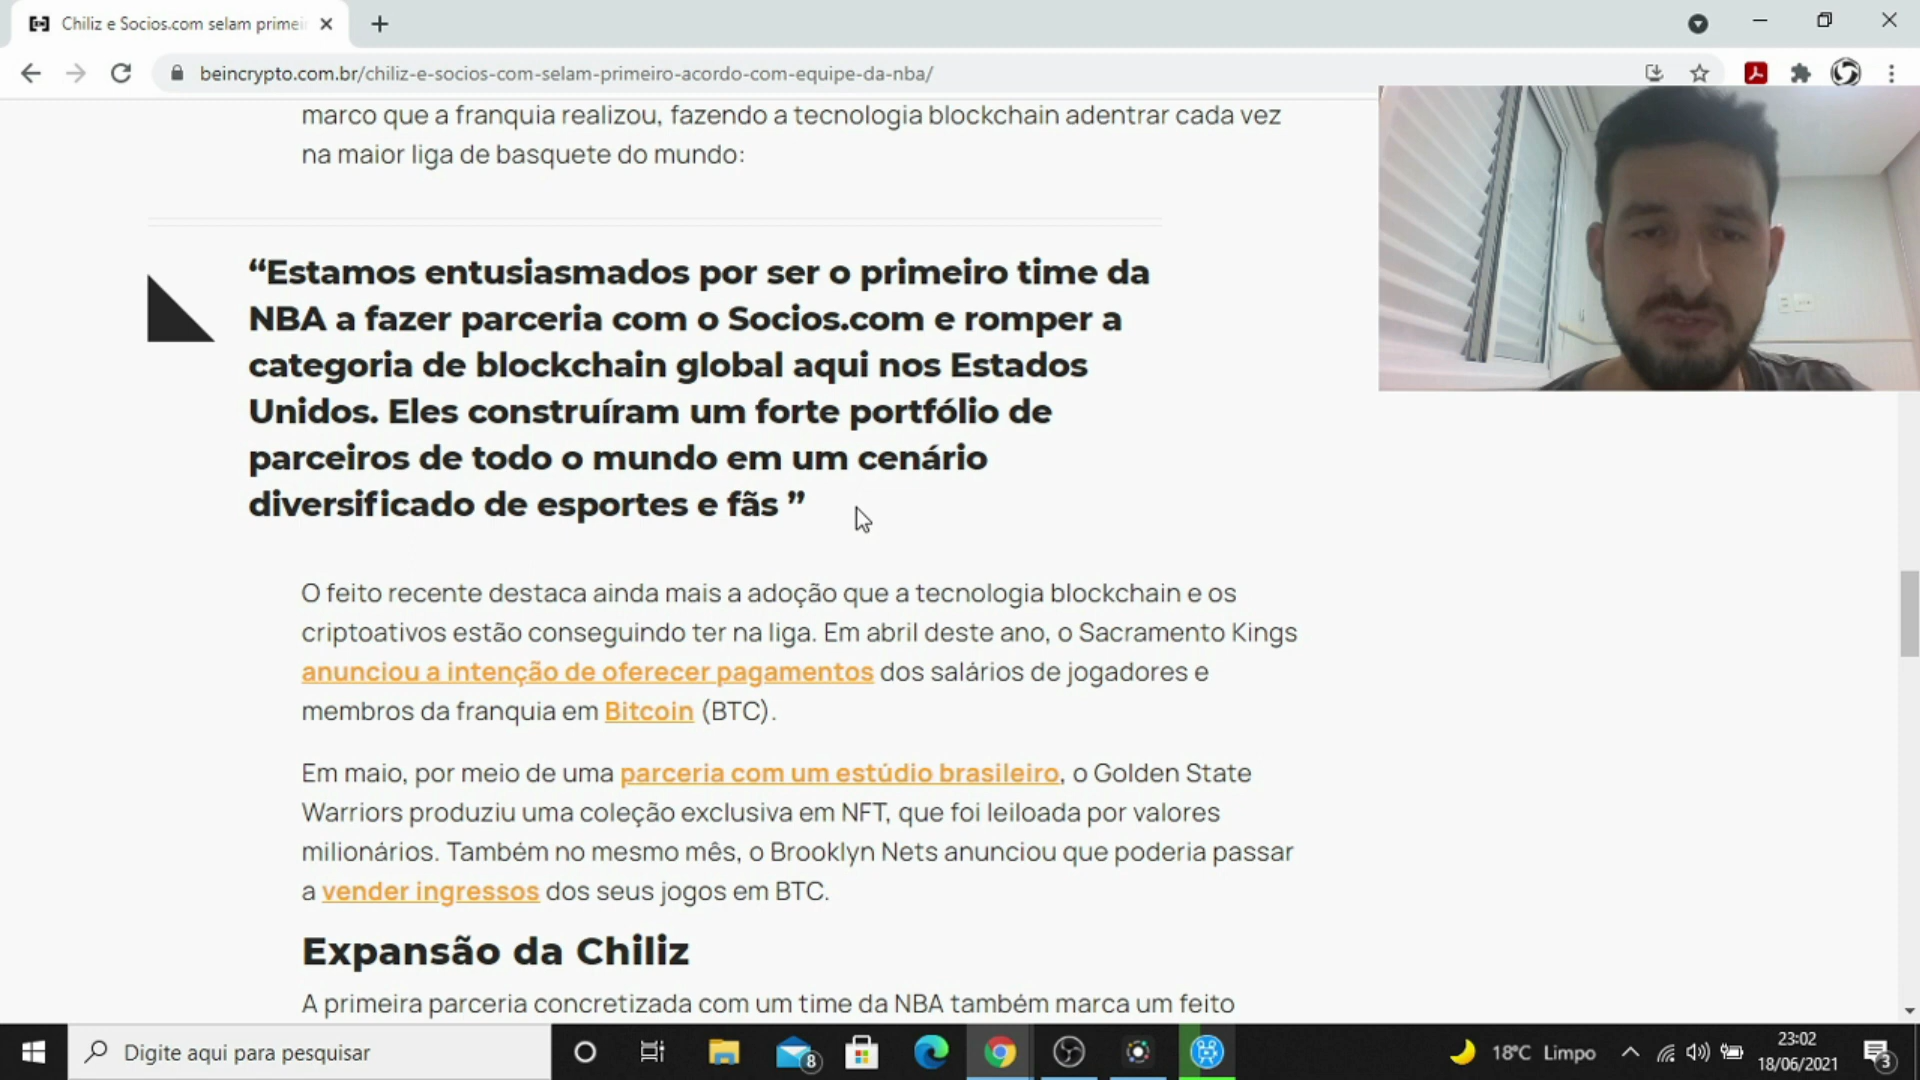 Chiliz e Socios.com selam primei
beincrypto.com.br/chiliz-e-socios-com-selam-primeiro-acordo-com-equipe-da-nba/
marco que a franquia realizou, fazendo a tecnologia blockchain adentrar cada vez
na maior liga de basquete do mundo:
“Estamos entusiasmados por ser o primeiro time da
NBA a fazer parceria com o Socios.com e romper a
categoria de blockchain global aqui nos Estados
Unidos. Eles construíram um forte portfólio de
parceiros de todo o mundo em um cenário
diversificado de esportes e fãs ”
O feito recente destaca ainda mais a adoção que a tecnologia blockchain e os
criptoativos estão conseguindo ter na liga. Em abril deste ano, o Sacramento Kings
anunciou a intenção de oferecer pagamentos dos salários de jogadores e
membros da franquia em Bitcoin (BTC).
Em maio, por meio de uma parceria com um estúdio brasileiro, o Golden State
Warriors produziu uma coleção exclusiva em NFT, que foi leiloada por valores
milionários. Também no mesmo mês, o Brooklyn Nets anunciou que poderia passar
a vender ingressos dos seus jogos em BTC.
Expansão da Chiliz
A primeira parceria concretizada com um time da NBA também marca um feito
Digite aqui para pesquisar
8
18°C Limpo
23:02
18/06/2021
3